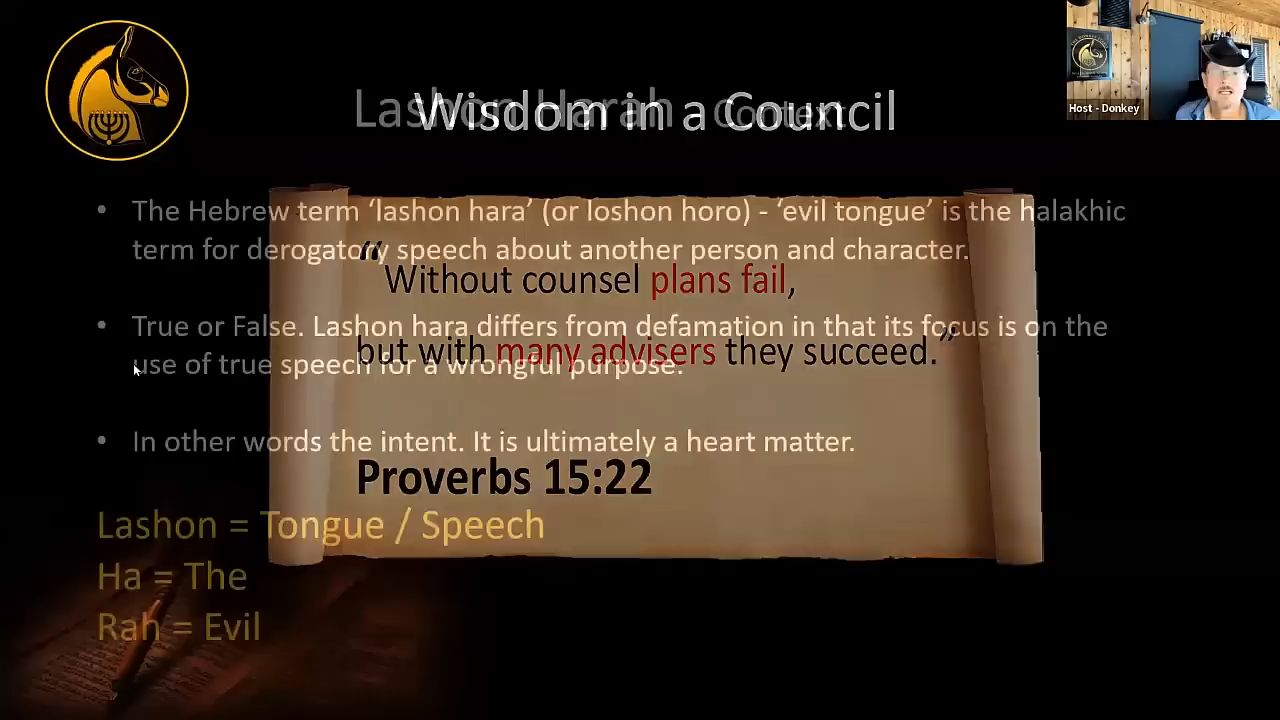 Lashon Harah - context
Wisdom in a Council
Host - Donkey
• The Hebrew term ‘lashon hara’ (or loshon horo) - ‘evil tongue’ is the halakhic
term for derogatory speech about another person and character.
“Without counsel plans fail,
• True or False. Lashon hara differs from defamation in that its focus is on the
use of true speech for a wrongful purpose.
but with many advisers they succeed.”
• In other words the intent. It is ultimately a heart matter.
Proverbs 15:22
Lashon = Tongue / Speech
Ha = The
Rah = Evil